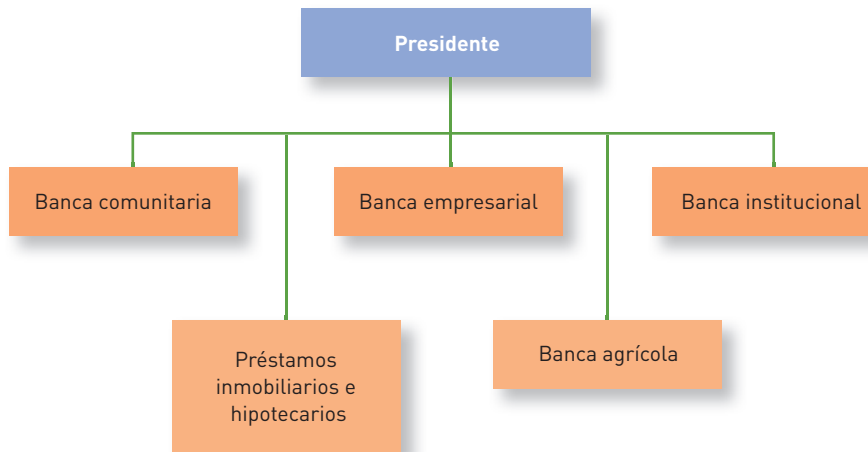 Presidente
Banca comunitaria
Banca empresarial
Banca institucional
Préstamos
inmobiliarios e
hipotecarios
Banca agrícola